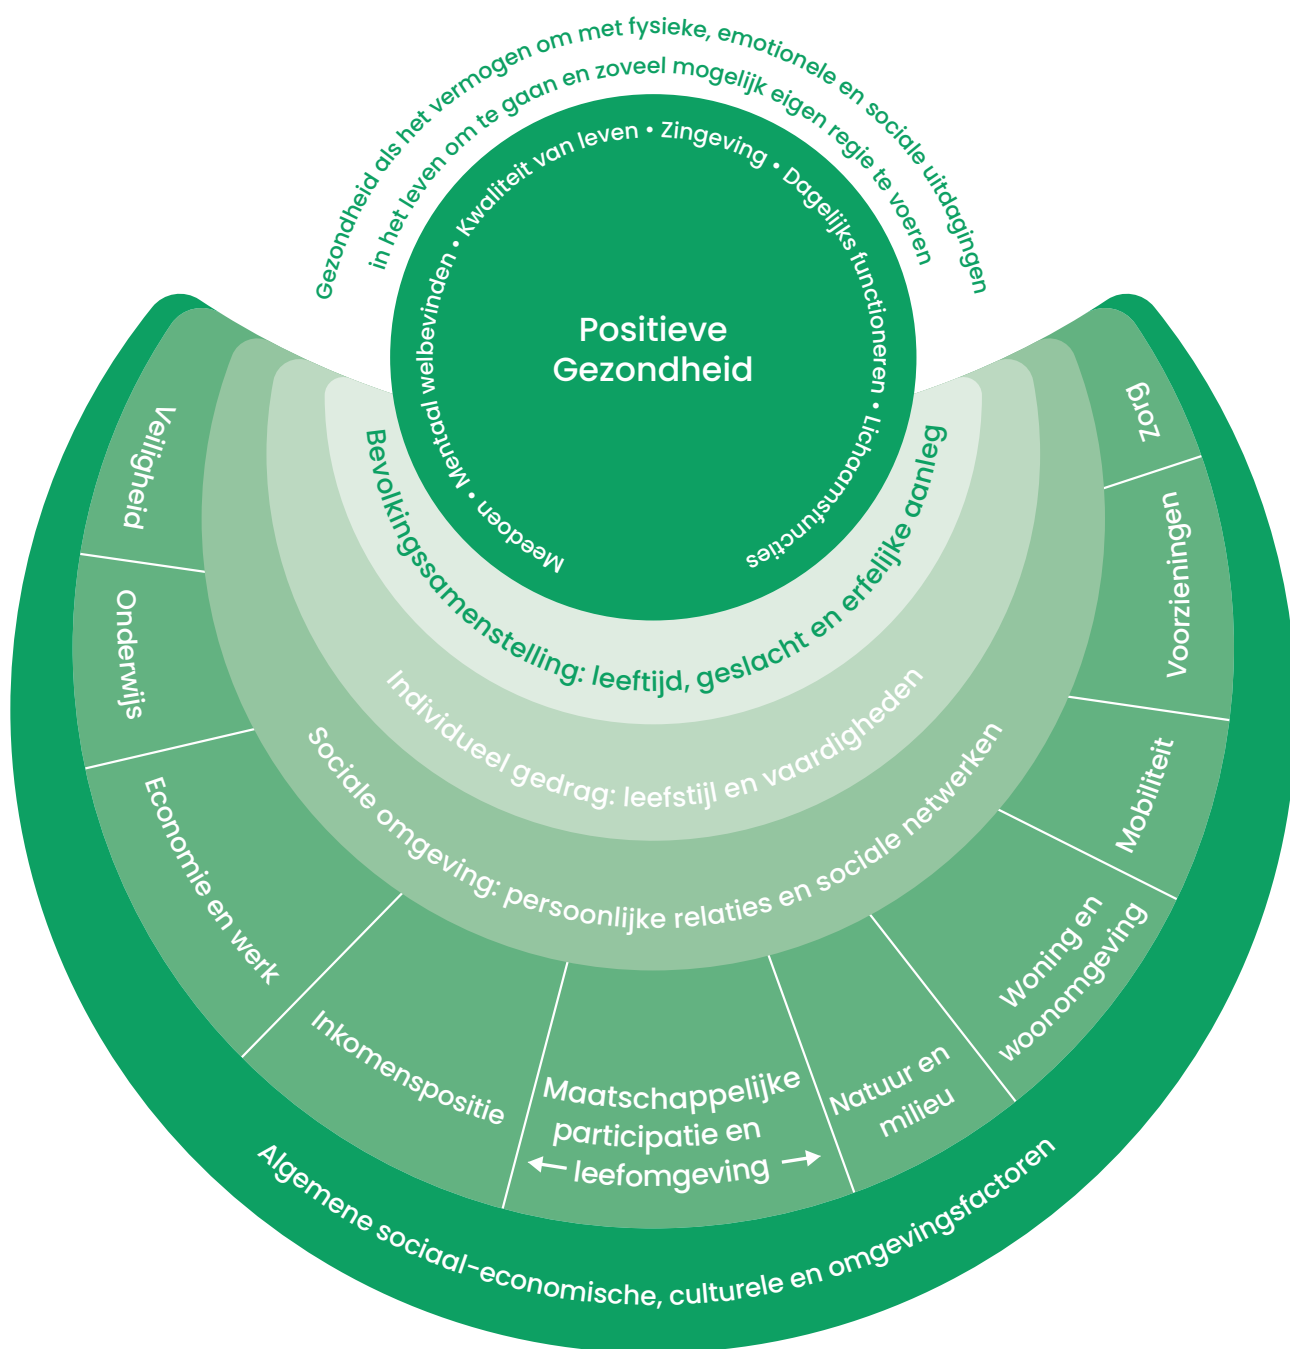 Gezondheid als het vermogen om met fysieke, emotionele en sociale uitdagingen
in het leven om te gaan en zoveel mogelijk eigen regie te voeren
Meedoen • Mentaal welbevinden • Kwaliteit van leven • Zingeving • Dagelijks functioneren • Lichaamsfuncties
Positieve
Gezondheid
Bevolkingssamenstelling: leeftijd, geslacht en erfelijke aanleg
Individueel gedrag: leefstijl en vaardigheden
Sociale omgeving: persoonlijke relaties en sociale netwerken
Veiligheid
Onderwijs
Economie en werk
Inkomenspositie
Maatschappelijke
participatie en
leefomgeving
Natuur en
milieu
Woning en
woonomgeving
Mobiliteit
Voorzieningen
Zorg
Algemene sociaal-economische, culturele en omgevingsfactoren